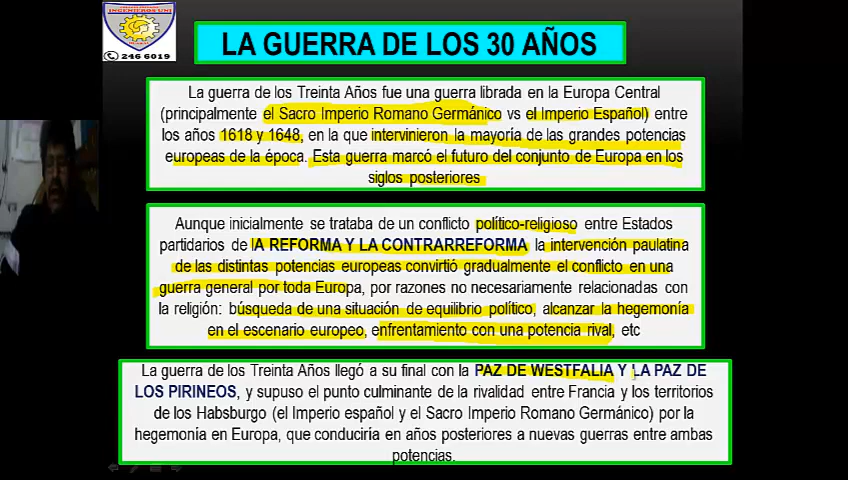 INGENIEROS UNI
246 6019
LA GUERRA DE LOS 30 AÑOS
La guerra de los Treinta Años fue una guerra librada en la Europa Central
(principalmente el Sacro Imperio Romano Germánico vs el Imperio Español) entre
los años 1618 y 1648, en la que intervinieron la mayoría de las grandes potencias
europeas de la época. Esta guerra marcó el futuro del conjunto de Europa en los
siglos posteriores
Aunque inicialmente se trataba de un conflicto político-religioso entre Estados
partidarios de lA REFORMA Y LA CONTRARREFORMA la intervención paulatina
de las distintas potencias europeas convirtió gradualmente el conflicto en una
guerra general por toda Europa, por razones no necesariamente relacionadas con
la religión: búsqueda de una situación de equilibrio político, alcanzar la hegemonía
en el escenario europeo, enfrentamiento con una potencia rival, etc
La guerra de los Treinta Años llegó a su final con la PAZ DE WESTFALIA Y LA PAZ DE
LOS PIRINEOS, y supuso el punto culminante de la rivalidad entre Francia y los territorios
de los Habsburgo (el Imperio español y el Sacro Imperio Romano Germánico) por la
hegemonía en Europa, que conduciría en años posteriores a nuevas guerras entre ambas
potencias.